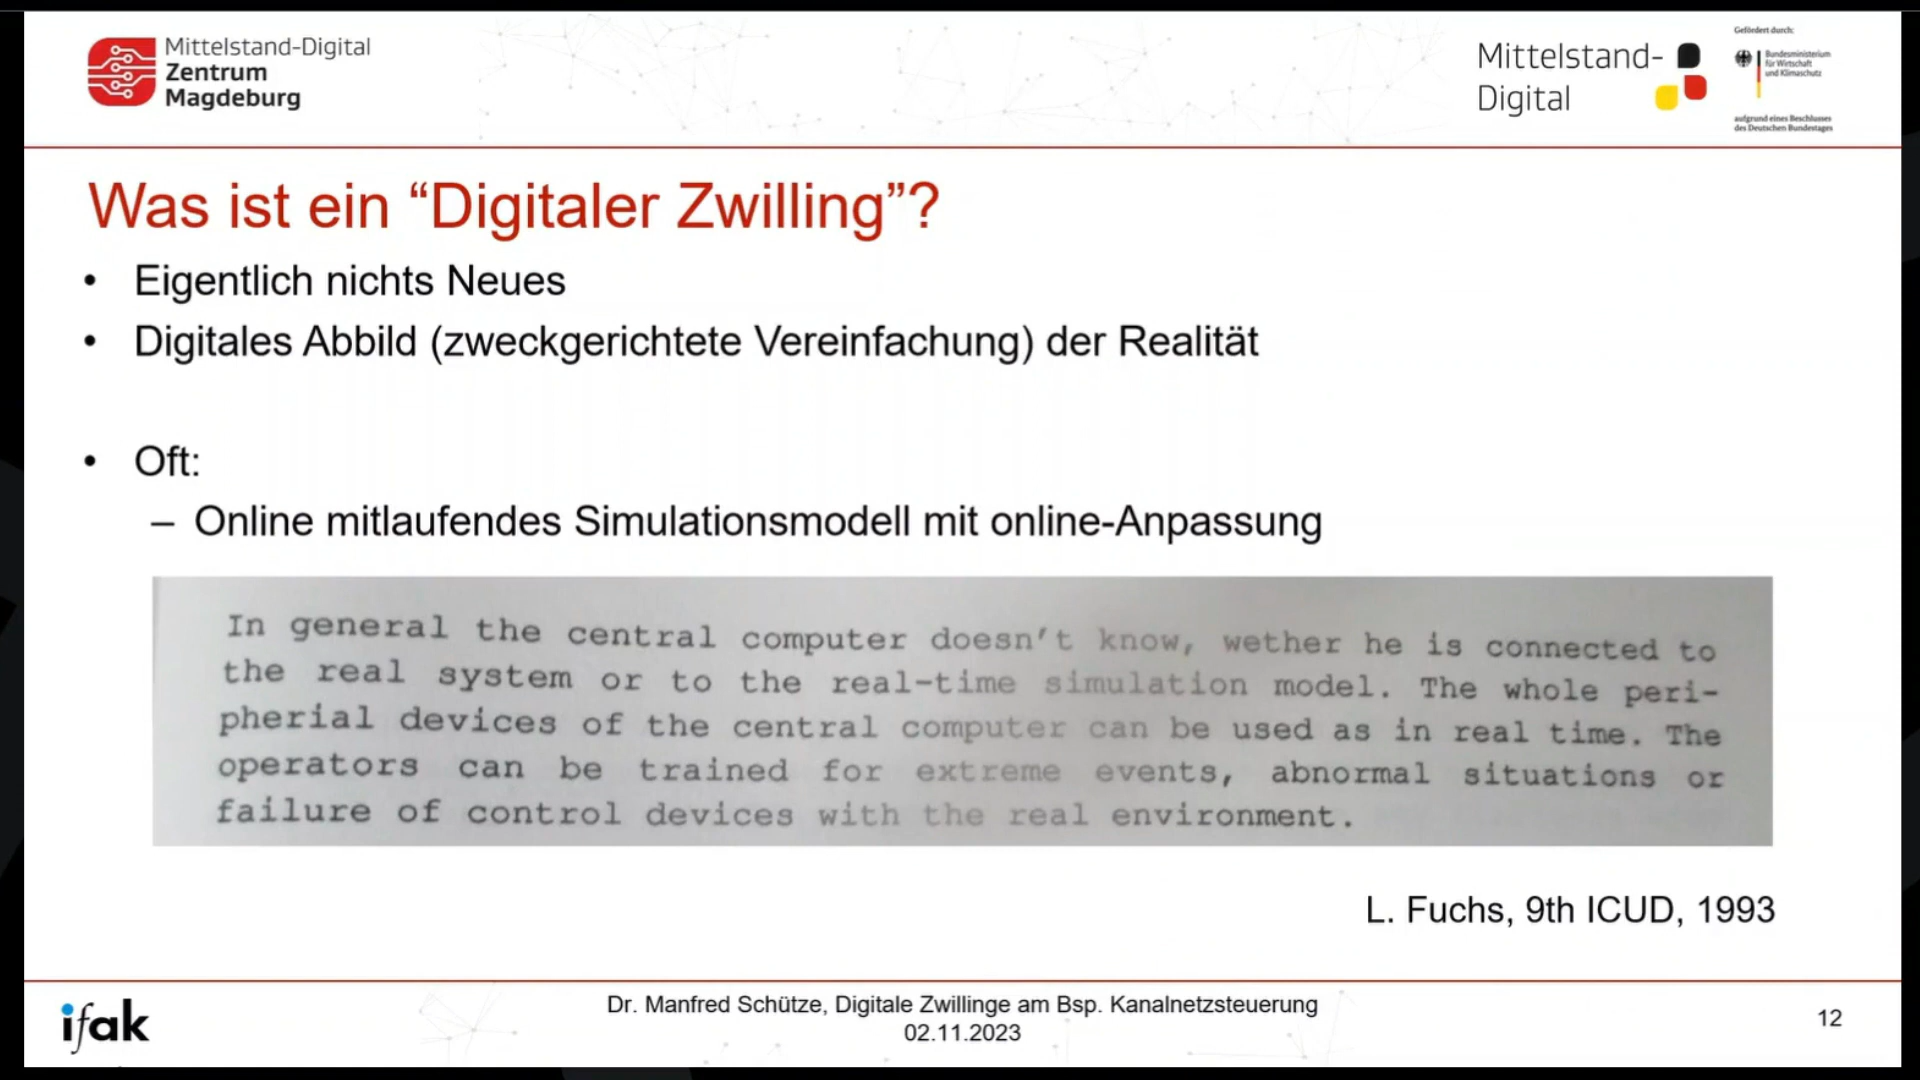 Mittelstand-Digital
Zentrum
Magdeburg
Mittelstand-
Digital
Gefördert durch:
Bundesministerium
für Wirtschaft
und Klimaschutz
aufgrund eines Beschlusses
des Deutschen Bundestages
Was ist ein “Digitaler Zwilling”?
• Eigentlich nichts Neues
• Digitales Abbild (zweckgerichtete Vereinfachung) der Realität
• Oft:
– Online mitlaufendes Simulationsmodell mit online-Anpassung
In general the central computer doesn't know, wether he is connected to
the real system or to the real-time simulation model. The whole peri-
pherial devices of the central computer can be used as in real time. The
operators can be trained for extreme events, abnormal situations or
failure of control devices with the real environment.
L. Fuchs, 9th ICUD, 1993
ifak
Dr. Manfred Schütze, Digitale Zwillinge am Bsp. Kanalnetzsteuerung
02.11.2023
12